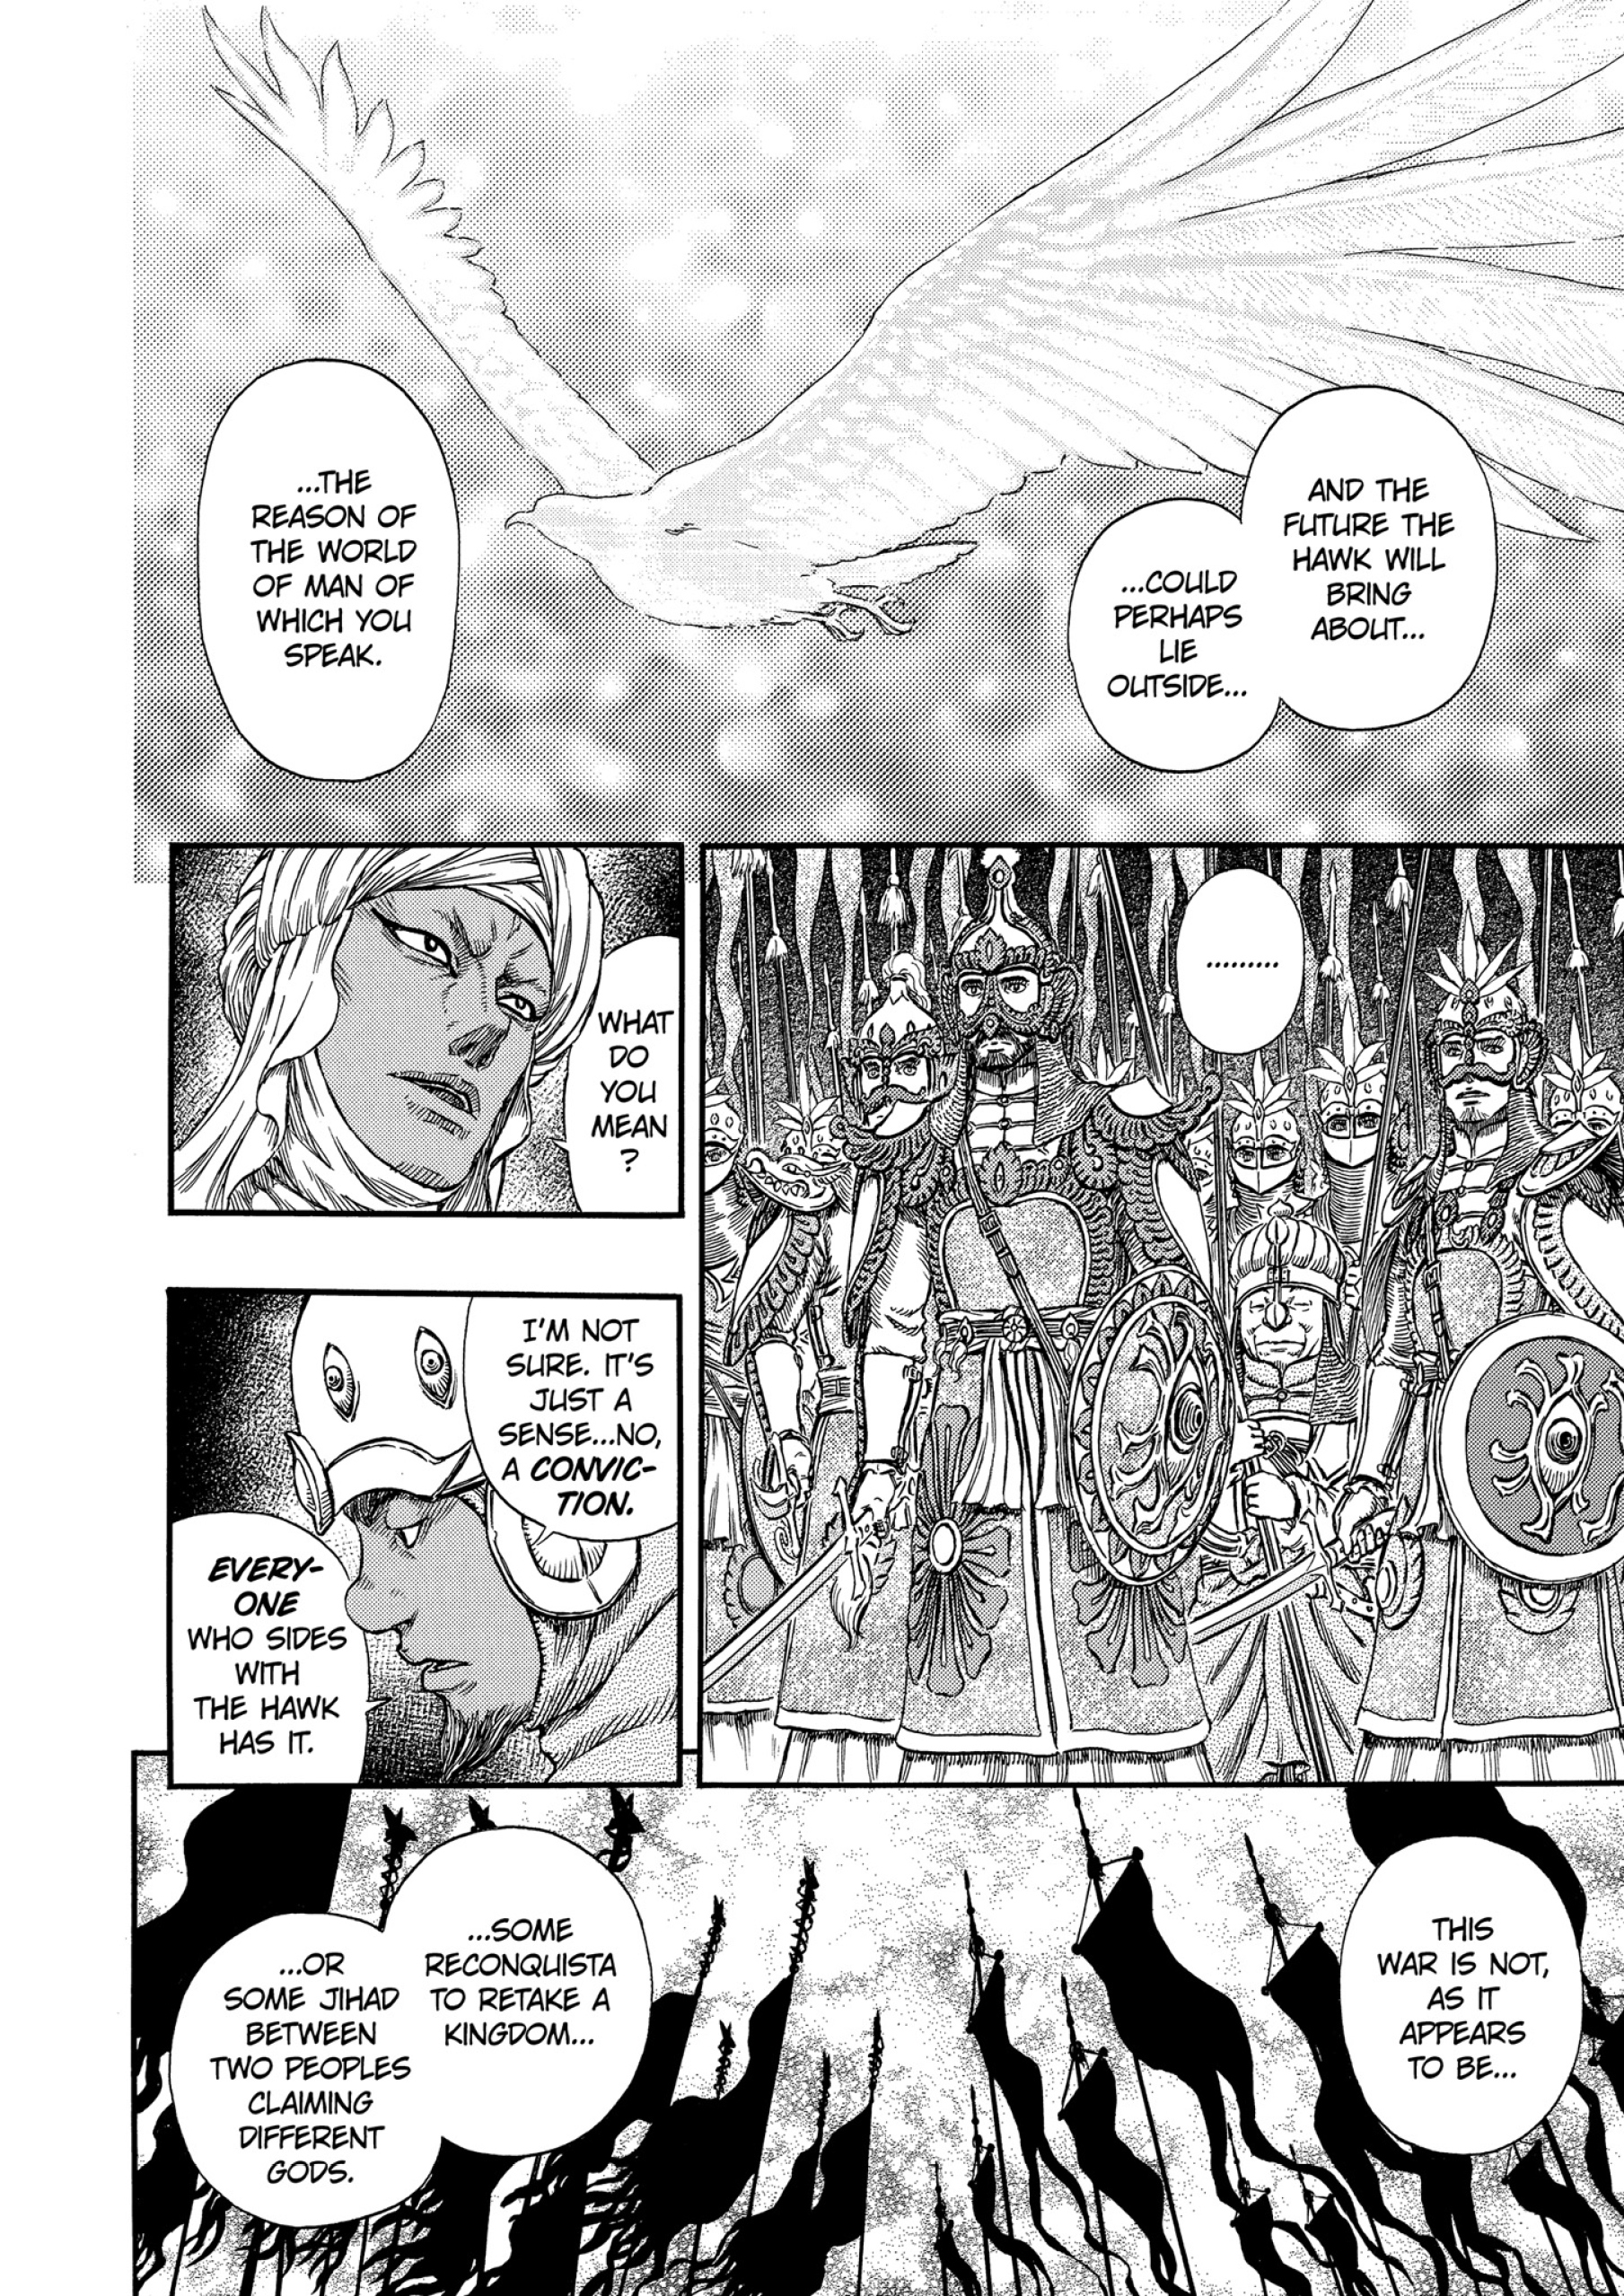 AND THE
FUTURE THE
HAWK WILL
BRING
ABOUT...
...COULD
PERHAPS
LIE
OUTSIDE...
...THE
REASON OF
THE WORLD
OF MAN OF
WHICH YOU
SPEAK.
..........
WHAT
DO
YOU
MEAN
?
I'M NOT
SURE. IT'S
JUST A
SENSE...NO,
A CONVIC-
TION.
EVERY-
ONE
WHO SIDES
WITH
THE HAWK
HAS IT.
THIS
WAR IS NOT,
AS IT
APPEARS
TO BE...
...SOME
RECONQUISTA
TO RETAKE A
KINGDOM...
...OR
SOME JIHAD
BETWEEN
TWO PEOPLES
CLAIMING
DIFFERENT
GODS.